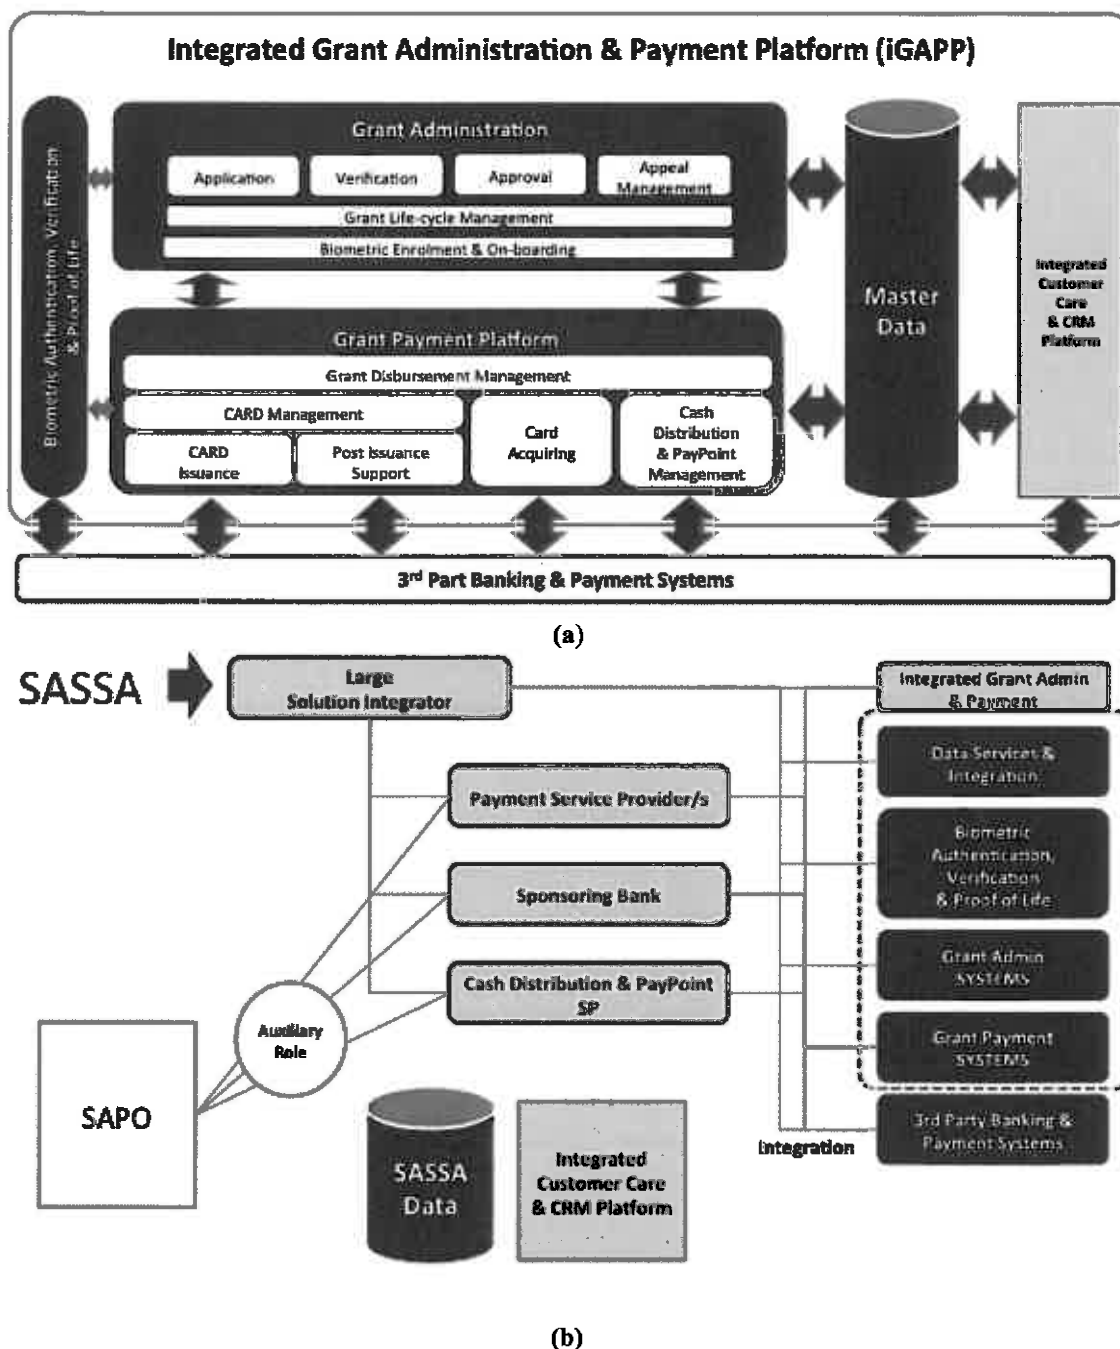 Integrated Grant Administration & Payment Platform (iGAPP)
Biometric Authentication, Verification
& Proof of Life
Grant Administration
Application
Verification
Approval
Appeal
Management
Grant Life-cycle Management
Biometric Enrolment & On-boarding
Grant Payment Platform
Grant Disbursement Management
CARD Management
CARD
Issuance
Post Issuance
Support
Card
Acquiring
Cash
Distribution
& PayPoint
Management
Master
Data
Integrated
Customer
Care
& CRM
Platform
3rd Part Banking & Payment Systems
(a)
SASSA
Large
Solution Integrator
Payment Service Provider/s
Sponsoring Bank
Cash Distribution & PayPoint
SP
Auxiliary
Role
SAPO
SASSA
Data
Integrated
Customer Care
& CRM Platform
Integration
Integrated Grant Admin
& Payment
Data Services &
Integration
Biometric
Authentication,
Verification
& Proof of Life
Grant Admin
SYSTEMS
Grant Payment
SYSTEMS
3rd Party Banking &
Payment Systems
(b)